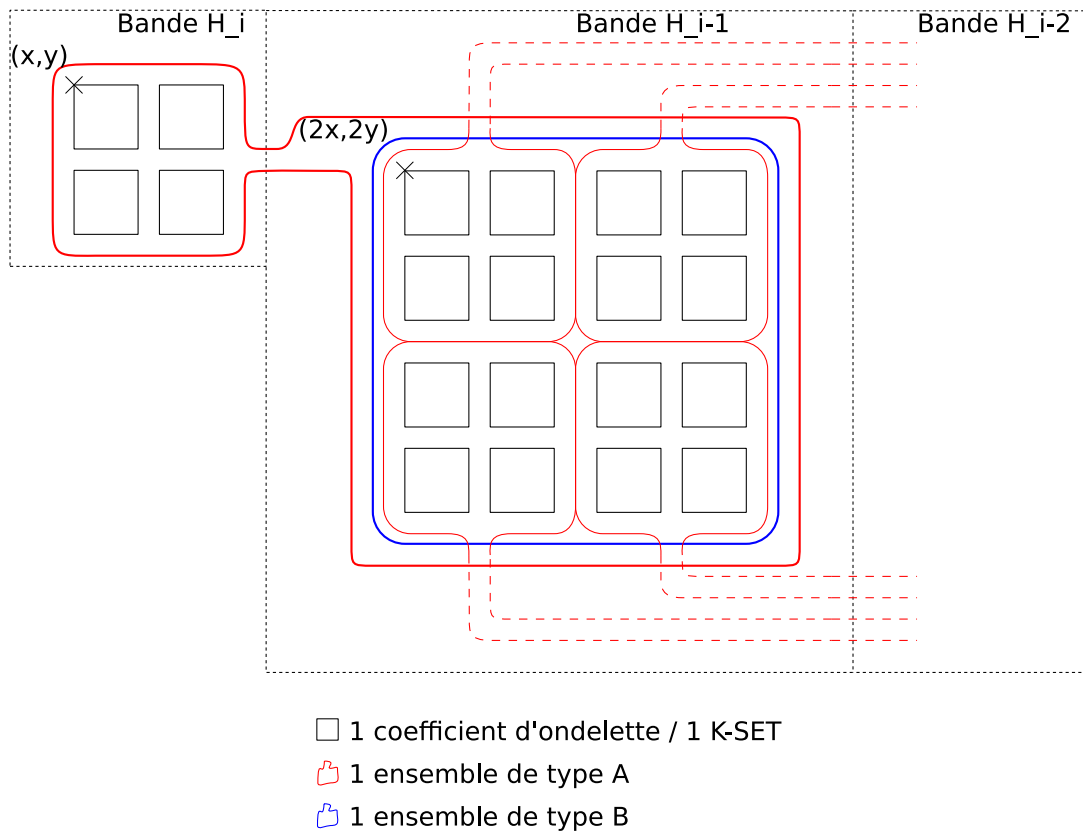 Bande H_i
Bande H_i-1
Bande H_i-2
(x,y)
(2x,2y)
1 coefficient d'ondelette / 1 K-SET
1 ensemble de type A
1 ensemble de type B